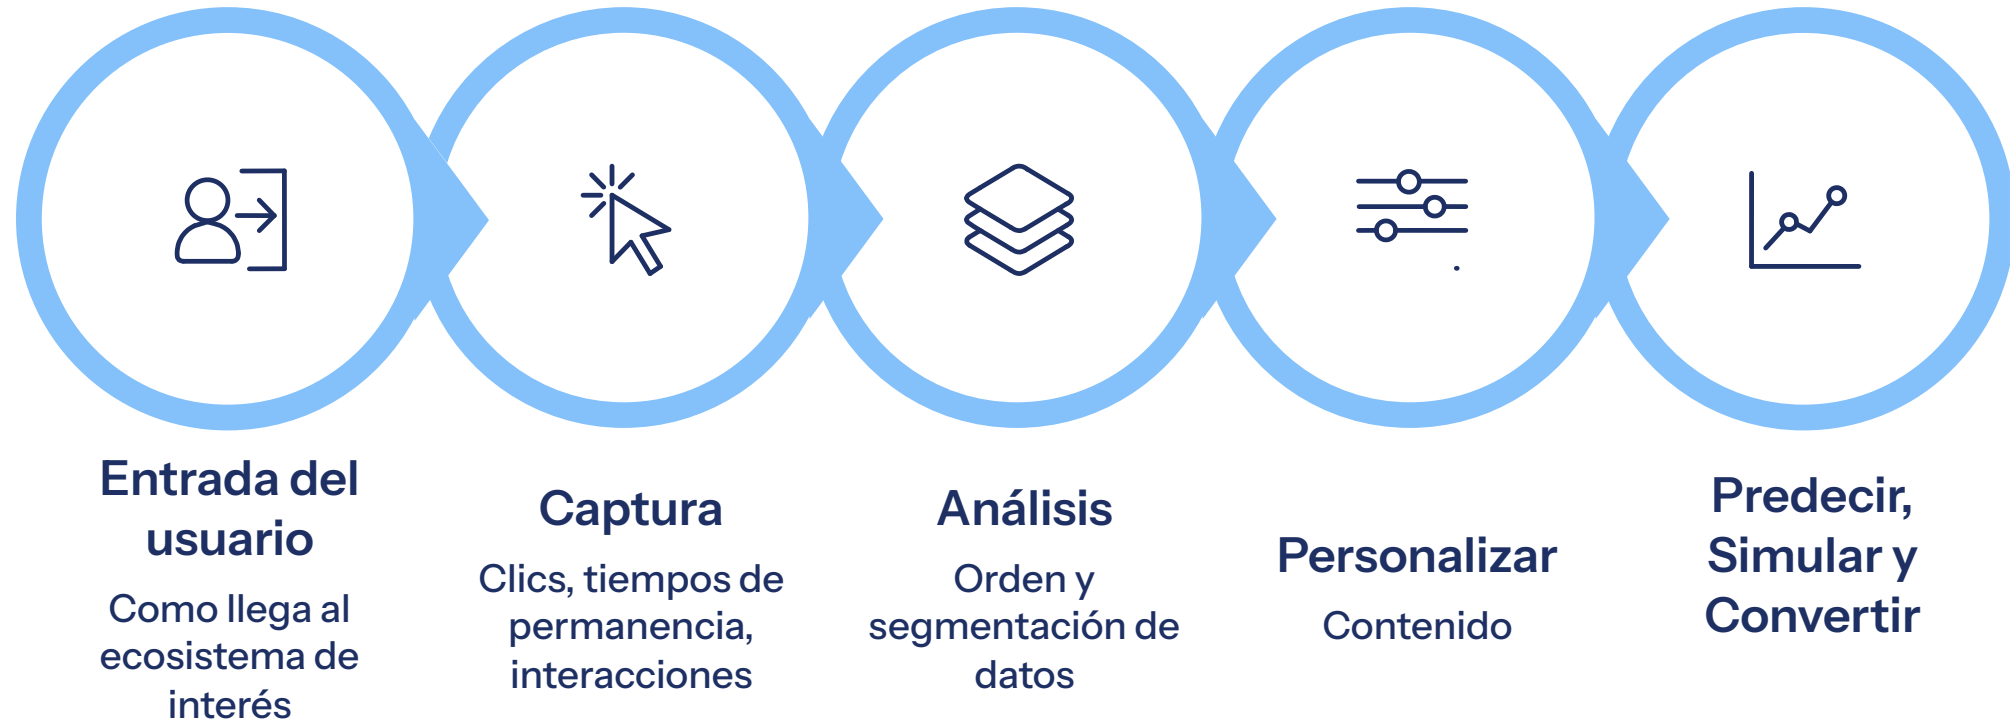 Entrada del
usuario
Como llega al
ecosistema de
interés
Captura
Clics, tiempos de
permanencia,
interacciones
Análisis
Orden y
segmentación de
datos
Personalizar
Contenido
Predecir,
Simular y
Convertir